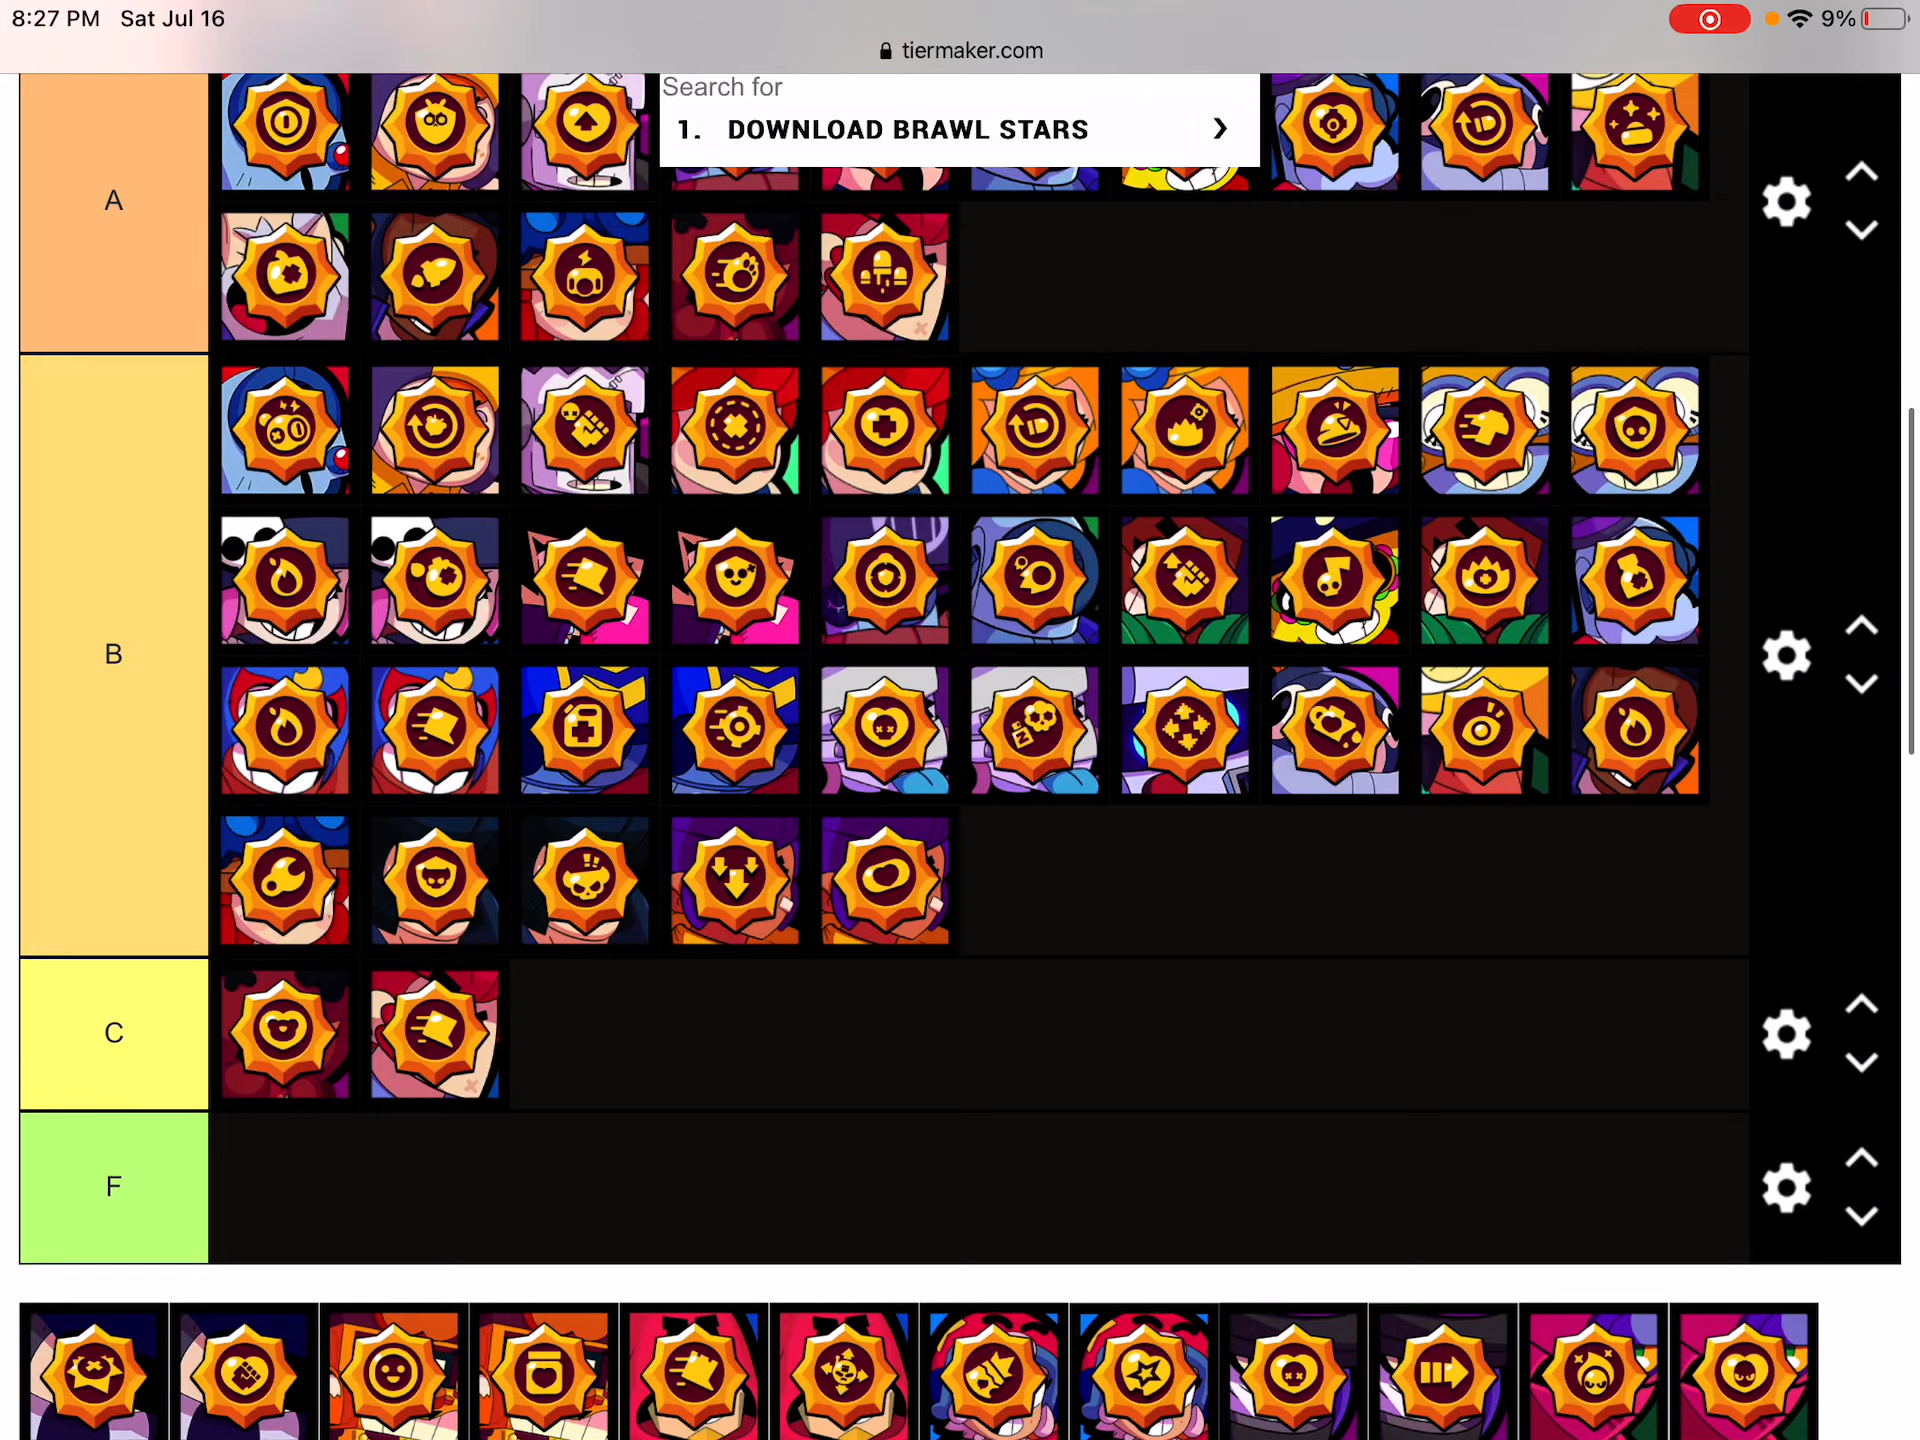 8:27 PM Sat Jul 16
9%
tiermaker.com
Search for
1. DOWNLOAD BRAWL STARS
A
B
C
F